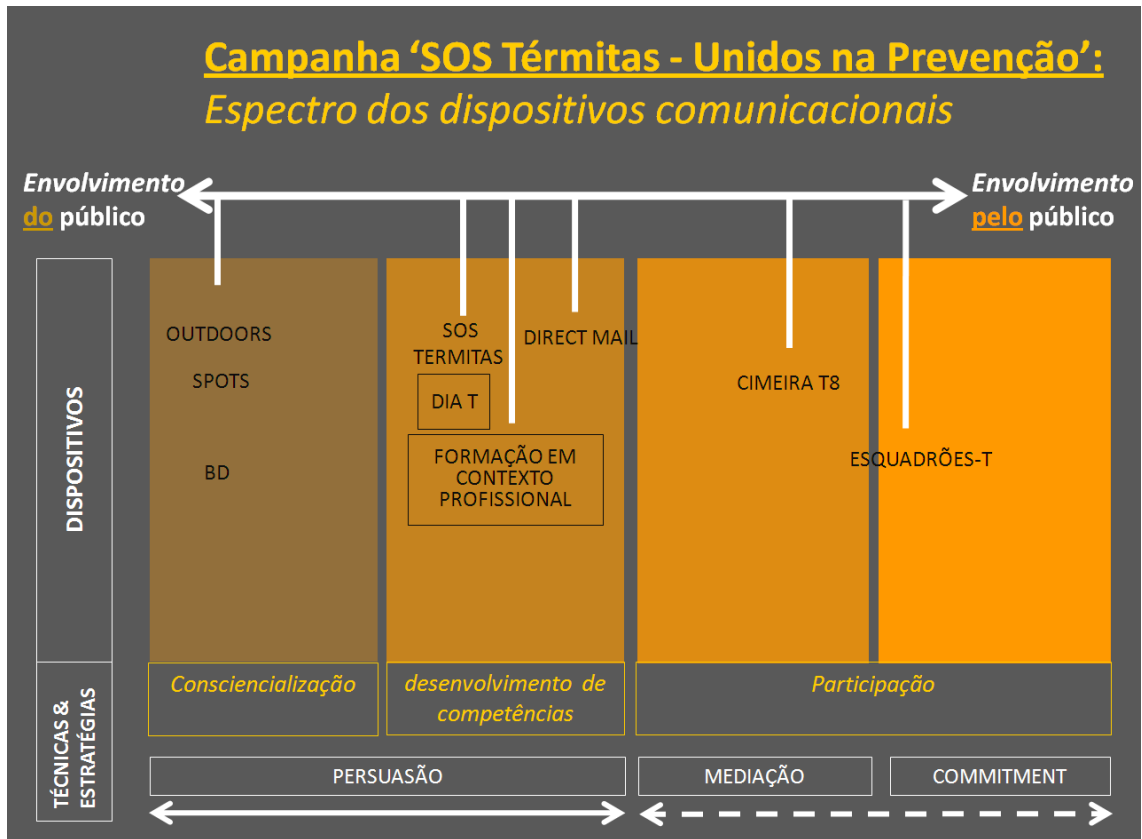 Campanha ‘SOS Térmitas - Unidos na Prevenção’:
Espectro dos dispositivos comunicacionais
Envolvimento
do público
Envolvimento
pelo público
DISPOSITIVOS
OUTDOORS
SPOTS
BD
SOS
TERMITAS
DIA T
DIRECT MAIL
FORMAÇÃO EM
CONTEXTO
PROFISSIONAL
CIMEIRA T8
ESQUADRÕES-T
TÉCNICAS &
ESTRATÉGIAS
Consciencialização
desenvolvimento de
competências
Participação
PERSUASÃO
MEDIAÇÃO
COMMITMENT